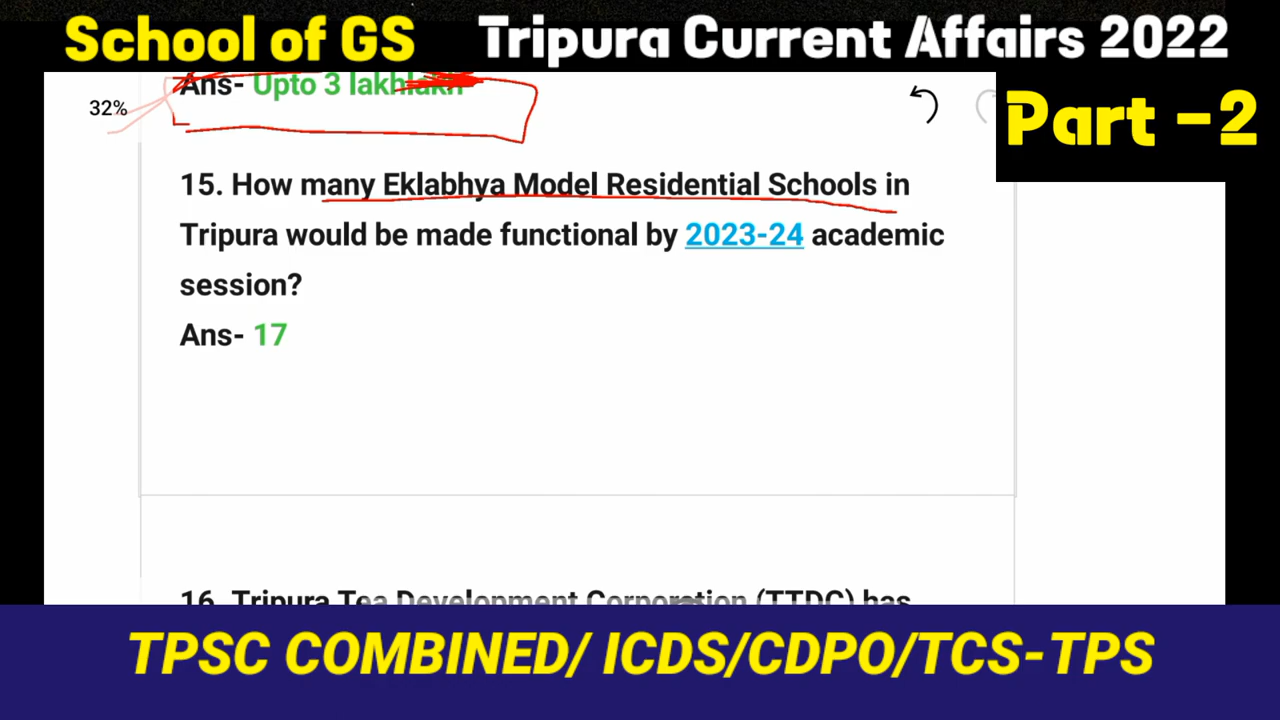 School of GS Tripura Current Affairs 2022
Part -2
Ans- Upto 3 lakhlakh
32%
15. How many Eklabhya Model Residential Schools in
Tripura would be made functional by 2023-24 academic
session?
Ans- 17
16. Tripura Tea Development Corporation (TTDC) has
TPSC COMBINED/ ICDS/CDPO/TCS-TPS